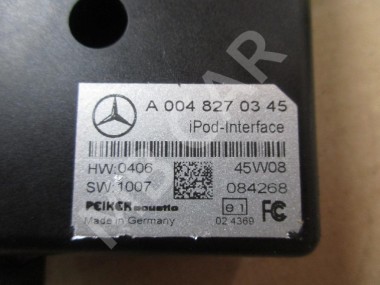 A 004 827 03 45
iPod-Interface
HW:0406 45W08
SW:1007 084268
PEIKER acustic e1 FC
Made in Germany 02 4369